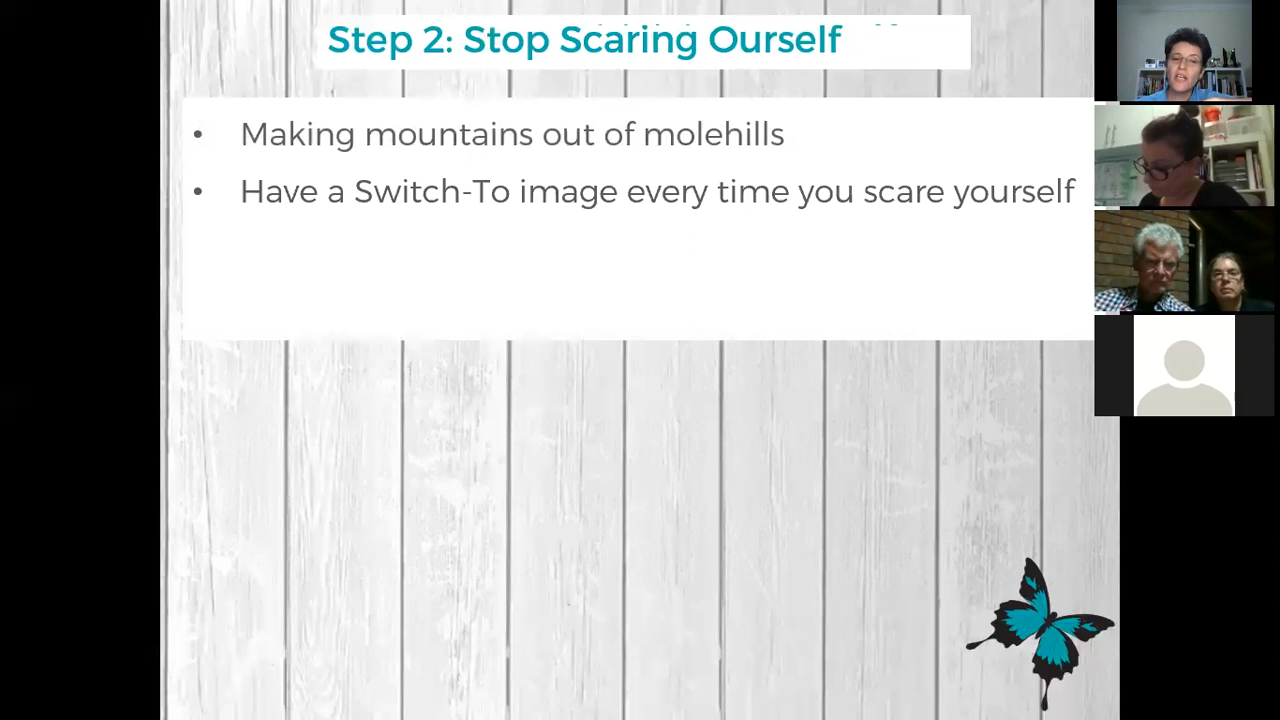 Step 2: Stop Scaring Ourself
• Making mountains out of molehills
• Have a Switch-To image every time you scare yourself